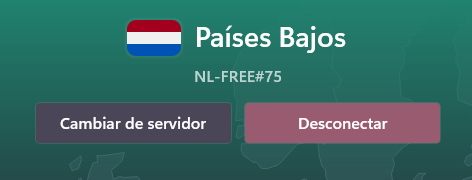 Países Bajos
NL-FREE#75
Cambiar de servidor
Desconectar